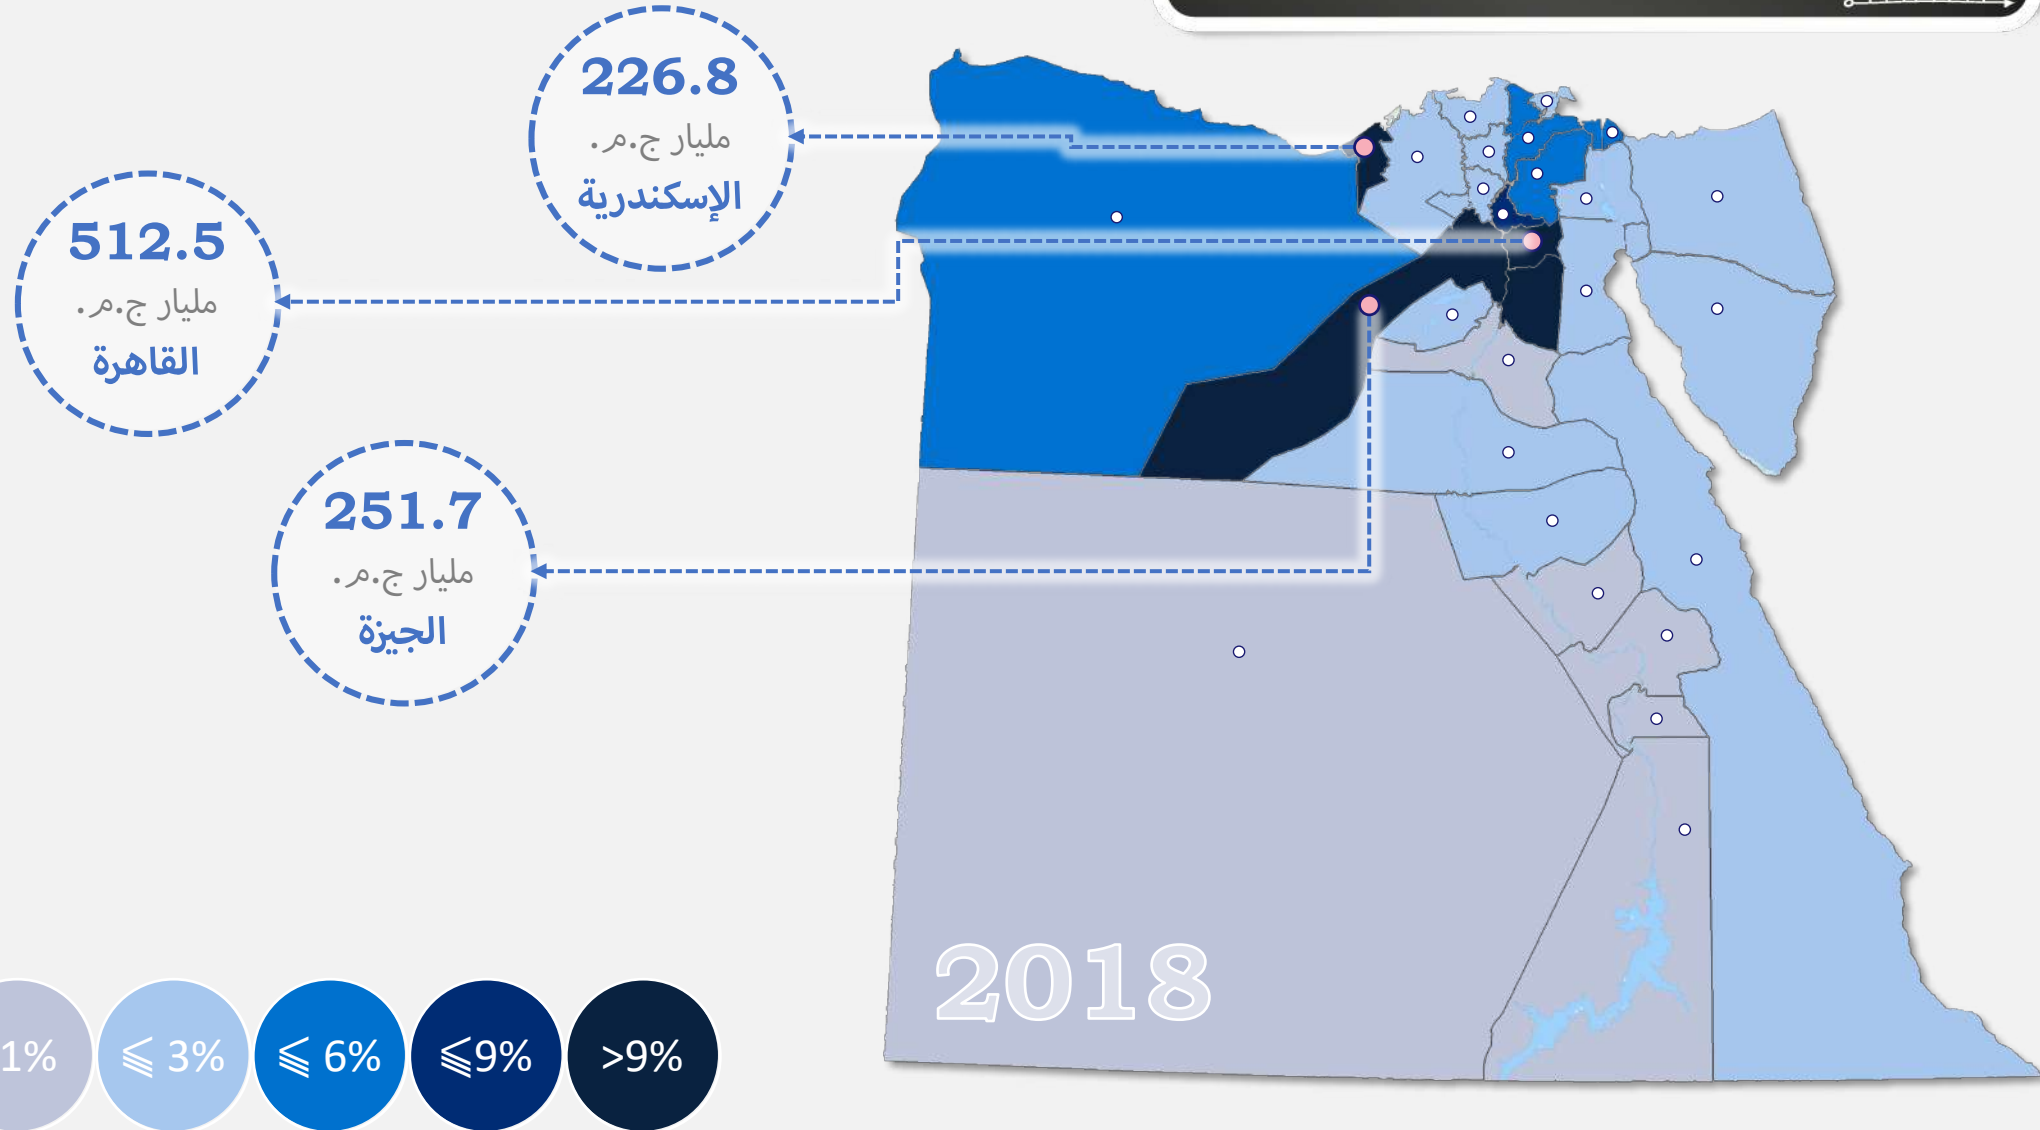 226.8
مليار ج.م.
الإسكندرية
512.5
مليار ج.م.
القاهرة
251.7
مليار ج.م.
الجيزة
2018
1%
⩽ 3%
⩽ 6%
⩽9%
>9%